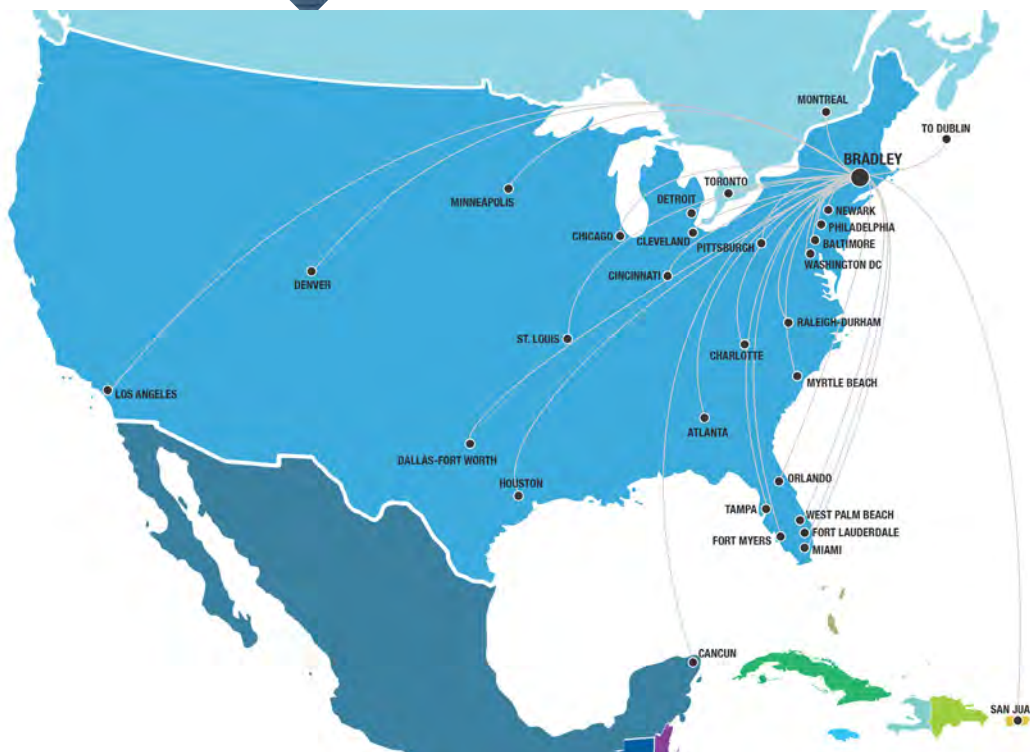 MONTREAL
TO DUBLIN
BRADLEY
TORONTO
MINNEAPOLIS
DETROIT
NEWARK
PHILADELPHIA
CHICAGO
CLEVELAND
PITTSBURGH
BALTIMORE
WASHINGTON DC
CINCINNATI
DENVER
RALEIGH-DURHAM
ST. LOUIS
CHARLOTTE
MYRTLE BEACH
LOS ANGELES
ATLANTA
DALLAS-FORT WORTH
ORLANDO
HOUSTON
TAMPA
WEST PALM BEACH
FORT LAUDERDALE
FORT MYERS
MIAMI
CANCUN
SAN JUA